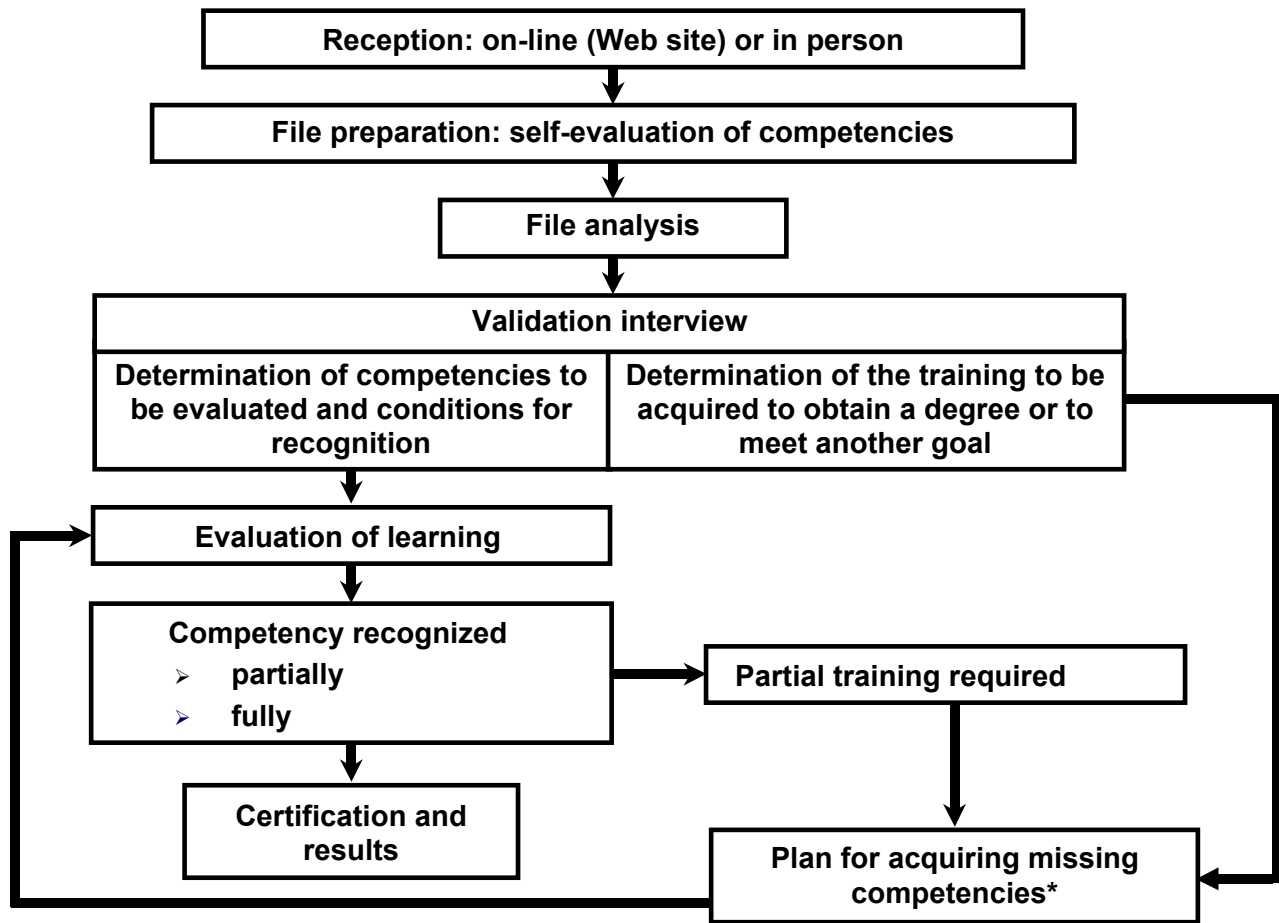 Reception: on-line (Web site) or in person
File preparation: self-evaluation of competencies
File analysis
Validation interview
Determination of competencies to
be evaluated and conditions for
recognition
Determination of the training to be
acquired to obtain a degree or to
meet another goal
Evaluation of learning
Competency recognized
➢ partially
➢ fully
Partial training required
Certification and
results
Plan for acquiring missing
competencies*